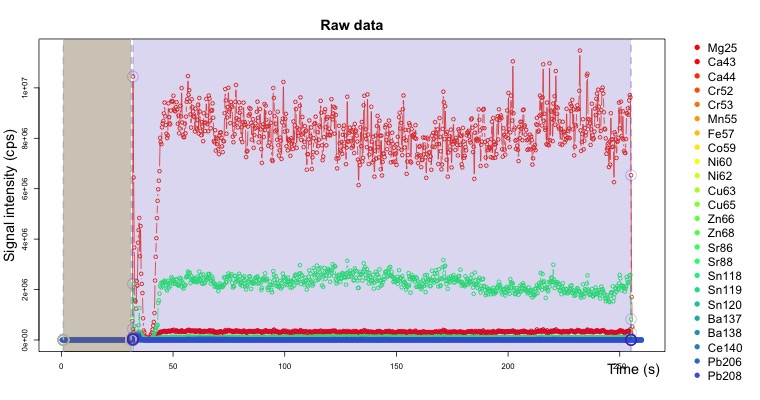 Raw data
Signal intensity (cps)
1e+07
8e+06
6e+06
4e+06
2e+06
0e+00
0
50
100
150
200
250
Time (s)
Mg25
Ca43
Ca44
Cr52
Cr53
Mn55
Fe57
Co59
Ni60
Ni62
Cu63
Cu65
Zn66
Zn68
Sr86
Sr88
Sn118
Sn119
Sn120
Ba137
Ba138
Ce140
Pb206
Pb208